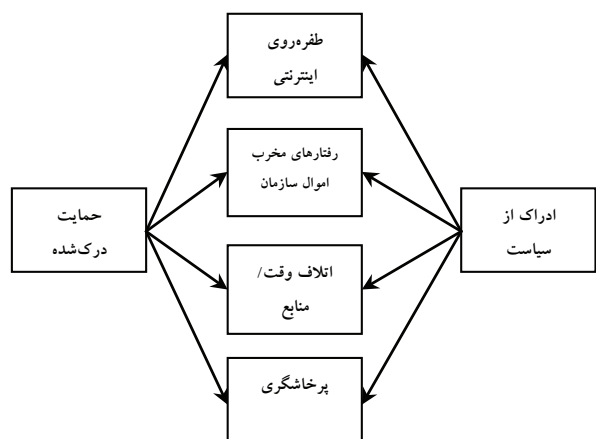 طفره‌روی
اینترنتی
رفتارهای مخرب
اموال سازمان
ادراک از
سیاست
حمایت
درک‌شده
اتلاف وقت/
منابع
پرخاشگری